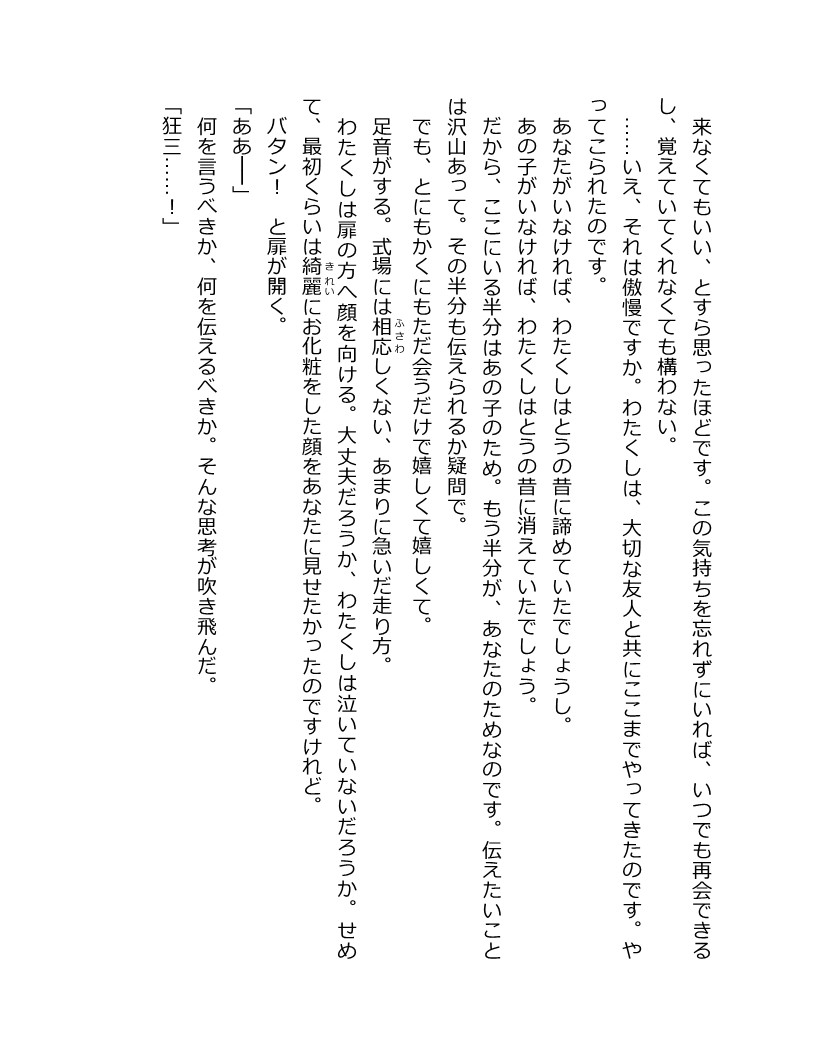 来なくてもいい、とすら思ったほどです。この気持ちを忘れずにいれば、いつでも再会できる
し、覚えていてくれなくても構わない。
……いえ、それは傲慢ですか。わたくしは、大切な友人と共にここまでやってきたのです。や
ってこられたのです。
あなたがいなければ、わたくしはとうの昔に諦めていたでしょうし。
あの子がいなければ、わたくしはとうの昔に消えていたでしょう。
だから、ここにいる半分はあの子のため。もう半分が、あなたのためなのです。伝えたいこと
は沢山あって。その半分も伝えられるか疑問で。
でも、とにもかくにもただ会うだけで嬉しくて嬉しくて。
足音がする。式場には相応しくない、あまりに急いだ走り方。
ふさわ
わたくしは扉の方へ顔を向ける。大丈夫だろうか、わたくしは泣いていないだろうか。せめ
て、最初くらいは綺麗にお化粧をした顔をあなたに見せたかったのですけれど。
きれい
バタン！　と扉が開く。
「ああ――」
何を言うべきか、何を伝えるべきか。そんな思考が吹き飛んだ。
「狂三……！」